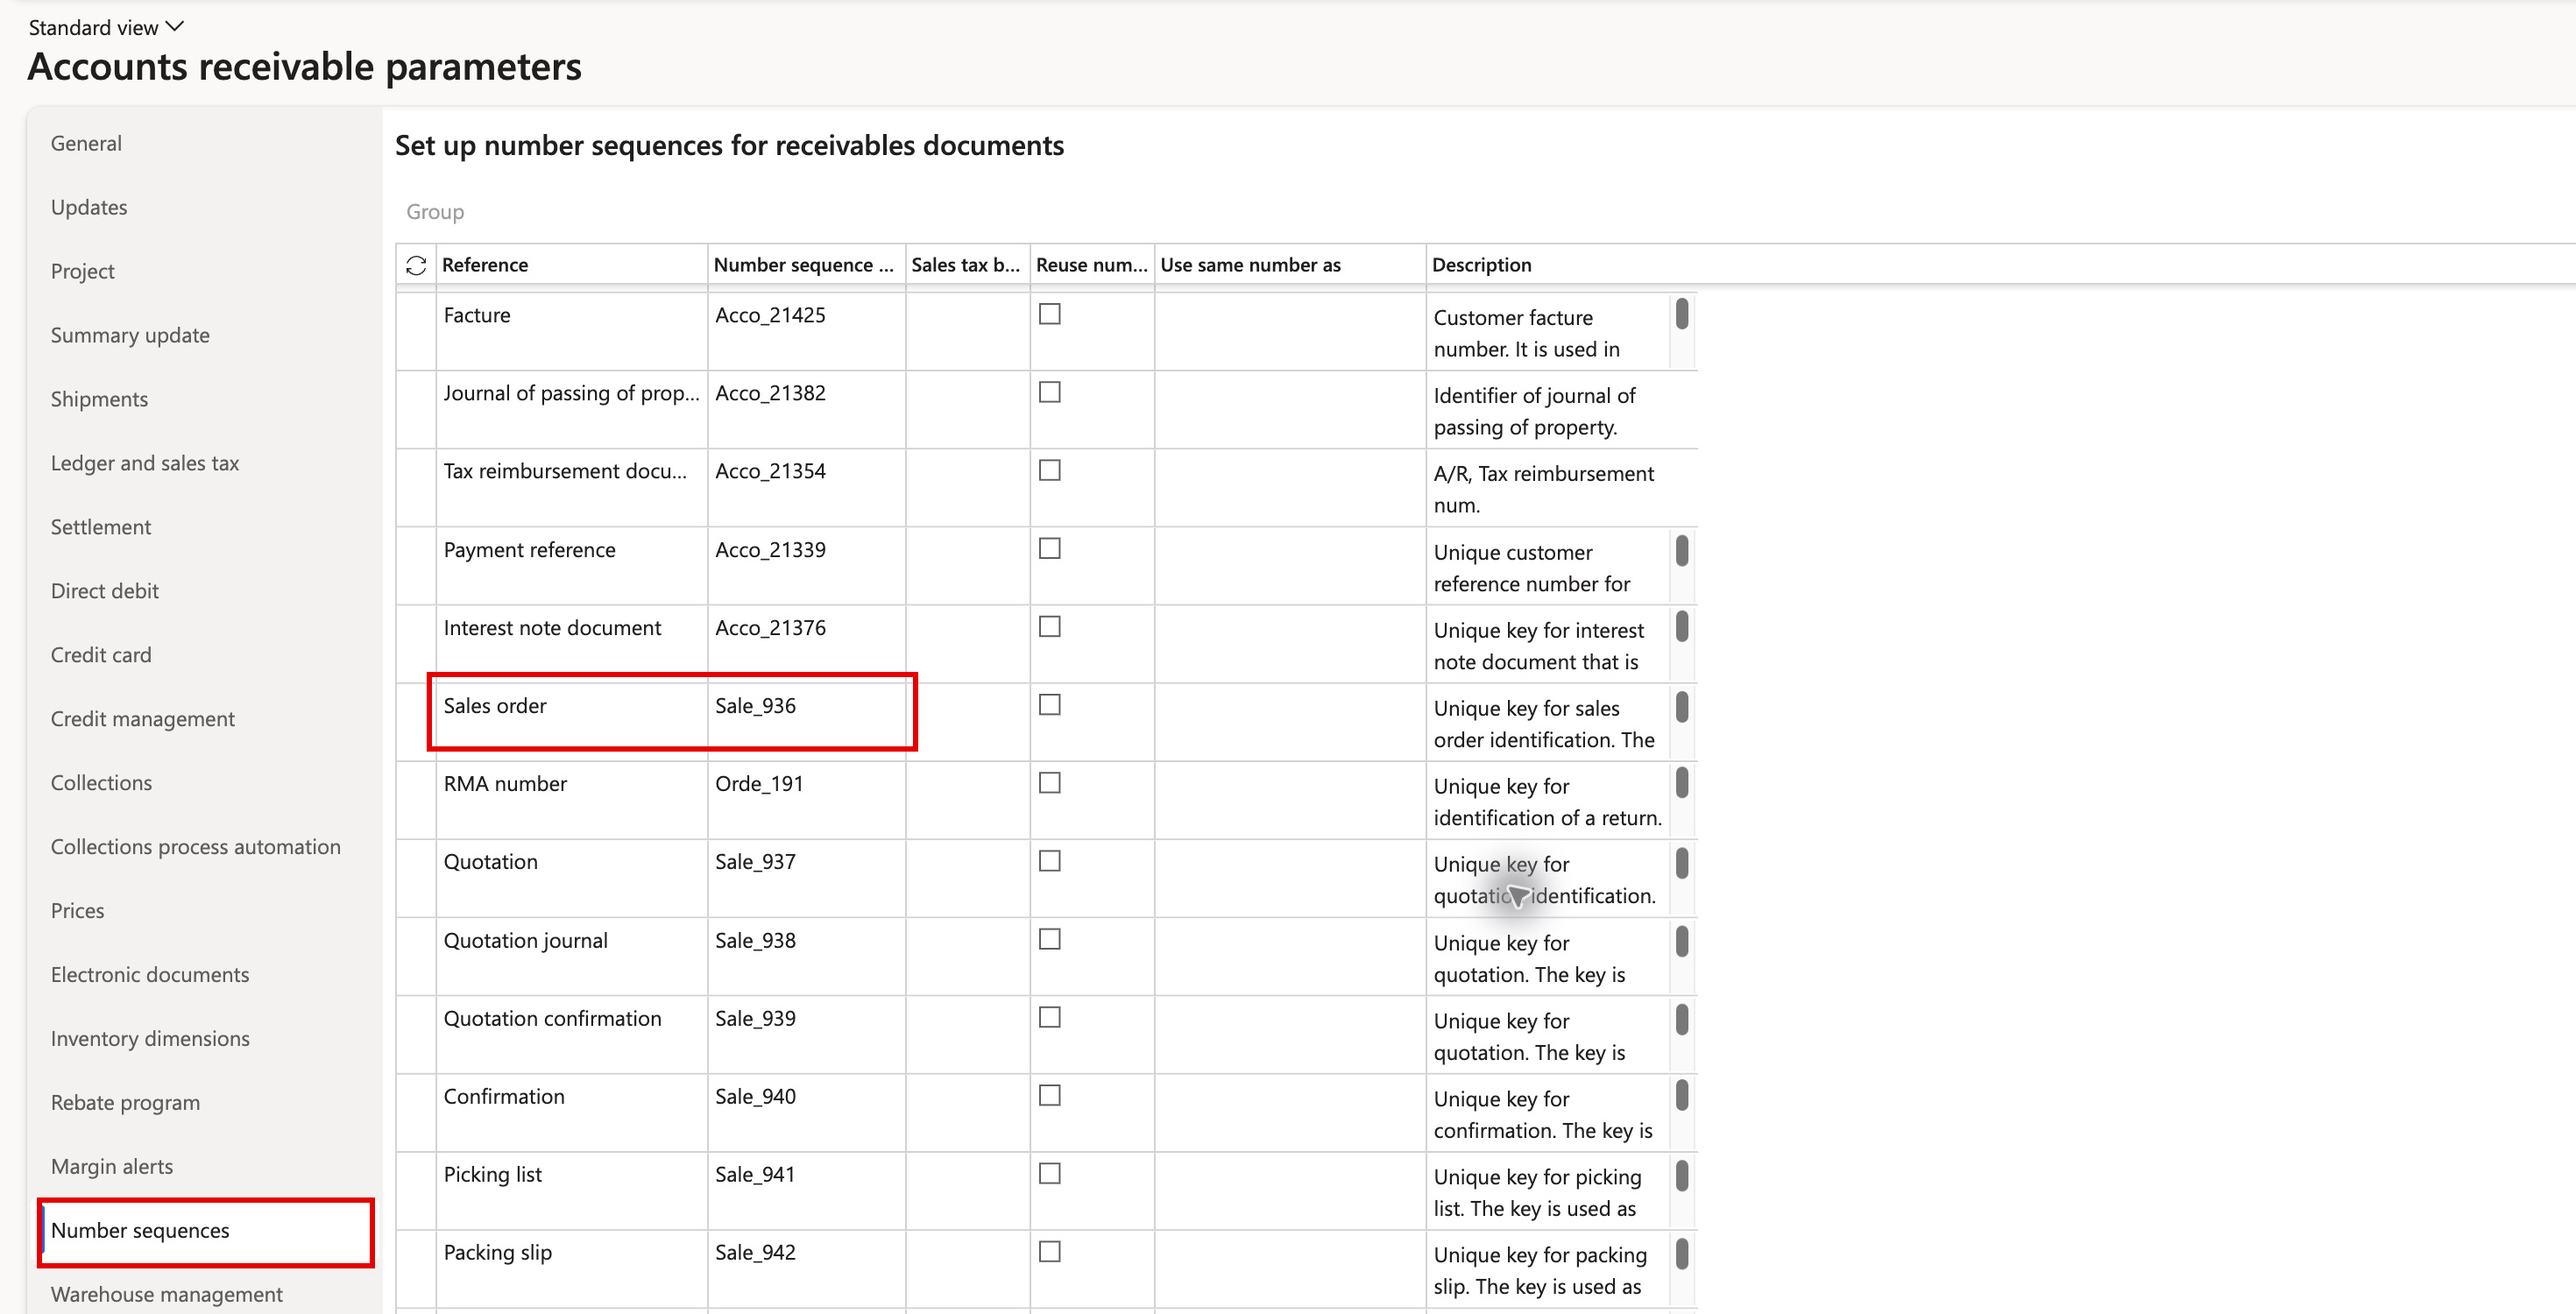 Standard view
Accounts receivable parameters
General
Updates
Project
Summary update
Shipments
Ledger and sales tax
Settlement
Direct debit
Credit card
Credit management
Collections
Collections process automation
Prices
Electronic documents
Inventory dimensions
Rebate program
Margin alerts
Number sequences
Warehouse management
Set up number sequences for receivables documents
Group
Reference Number sequence ... Sales tax b... Reuse num... Use same number as Description
Facture Acco_21425 Customer facture
number. It is used in
Journal of passing of prop... Acco_21382 Identifier of journal of
passing of property.
Tax reimbursement docu... Acco_21354 A/R, Tax reimbursement
num.
Payment reference Acco_21339 Unique customer
reference number for
Interest note document Acco_21376 Unique key for interest
note document that is
Sales order Sale_936 Unique key for sales
order identification. The
RMA number Orde_191 Unique key for
identification of a return.
Quotation Sale_937 Unique key for
quotation identification.
Quotation journal Sale_938 Unique key for
quotation. The key is
Quotation confirmation Sale_939 Unique key for
quotation. The key is
Confirmation Sale_940 Unique key for
confirmation. The key is
Picking list Sale_941 Unique key for picking
list. The key is used as
Packing slip Sale_942 Unique key for packing
slip. The key is used as